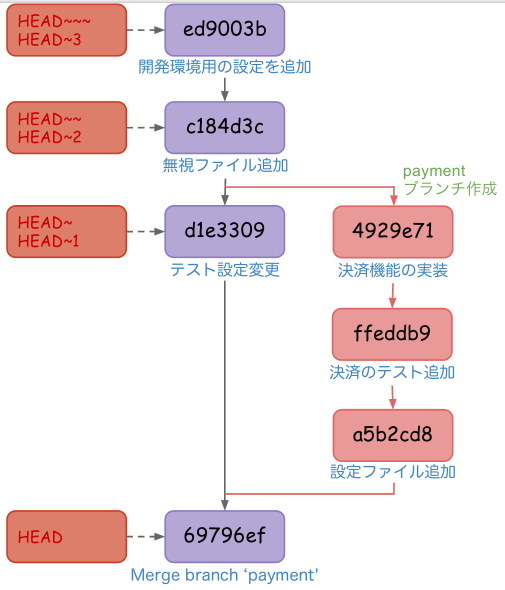 HEAD~~~
HEAD~3
ed9003b
開発環境用の設定を追加
HEAD~~
HEAD~2
c184d3c
無視ファイル追加
payment
ブランチ作成
HEAD~
HEAD~1
d1e3309
4929e71
テスト設定変更
決済機能の実装
ffeddb9
決済のテスト追加
a5b2cd8
設定ファイル追加
HEAD
69796ef
Merge branch ‘payment'